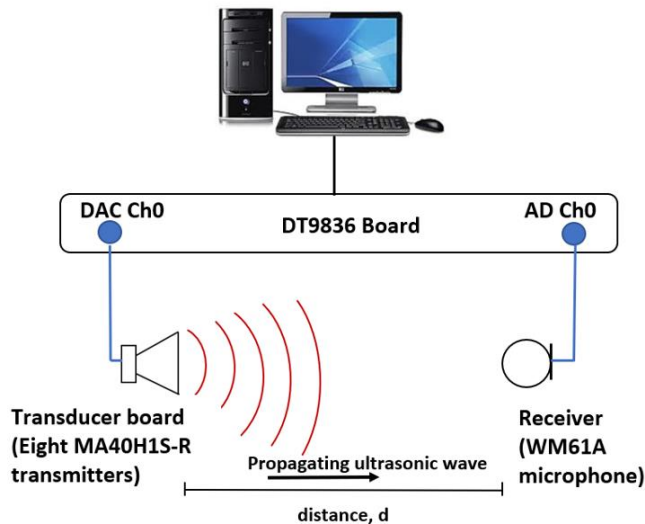 DAC Ch0
DT9836 Board
AD Ch0
Transducer board
(Eight MA40H1S-R
transmitters)
Propagating ultrasonic wave
Receiver
(WM61A
microphone)
distance, d